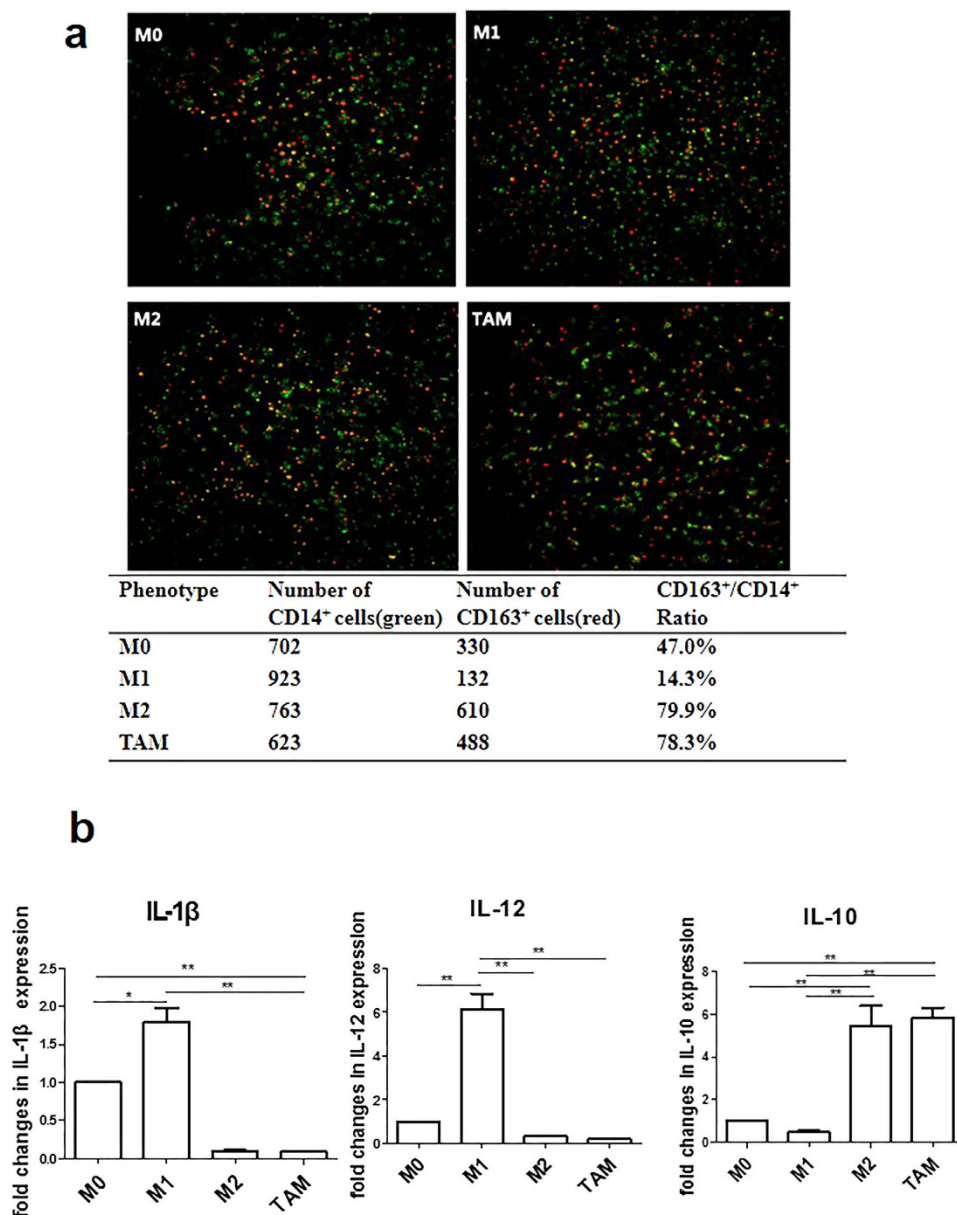 a
M0
M1
M2
TAM
Phenotype Number of CD14⁺ cells(green) Number of CD163⁺ cells(red) CD163⁺/CD14⁺ Ratio
M0 702 330 47.0%
M1 923 132 14.3%
M2 763 610 79.9%
TAM 623 488 78.3%
b
IL-1β
fold changes in IL-1β expression
2.5
2.0
1.5
1.0
0.5
0.0
**
*
**
M0 M1 M2 TAM
IL-12
fold changes In IL-12 expression
8
6
4
2
0
**
**
**
M0 M1 M2 TAM
IL-10
fold changes in IL-10 expression
8
6
4
2
0
**
**
**
**
M0 M1 M2 TAM